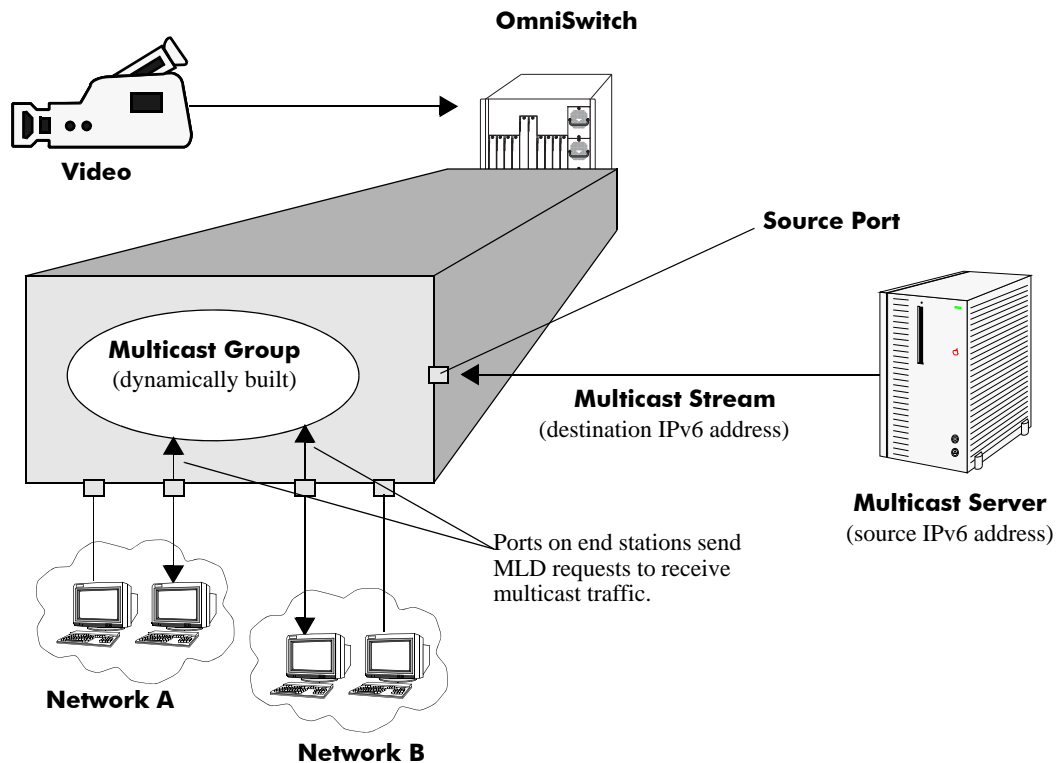 OmniSwitch
Video
Source Port
Multicast Group
(dynamically built)
Multicast Stream
(destination IPv6 address)
Multicast Server
(source IPv6 address)
Ports on end stations send
MLD requests to receive
multicast traffic.
Network A
Network B